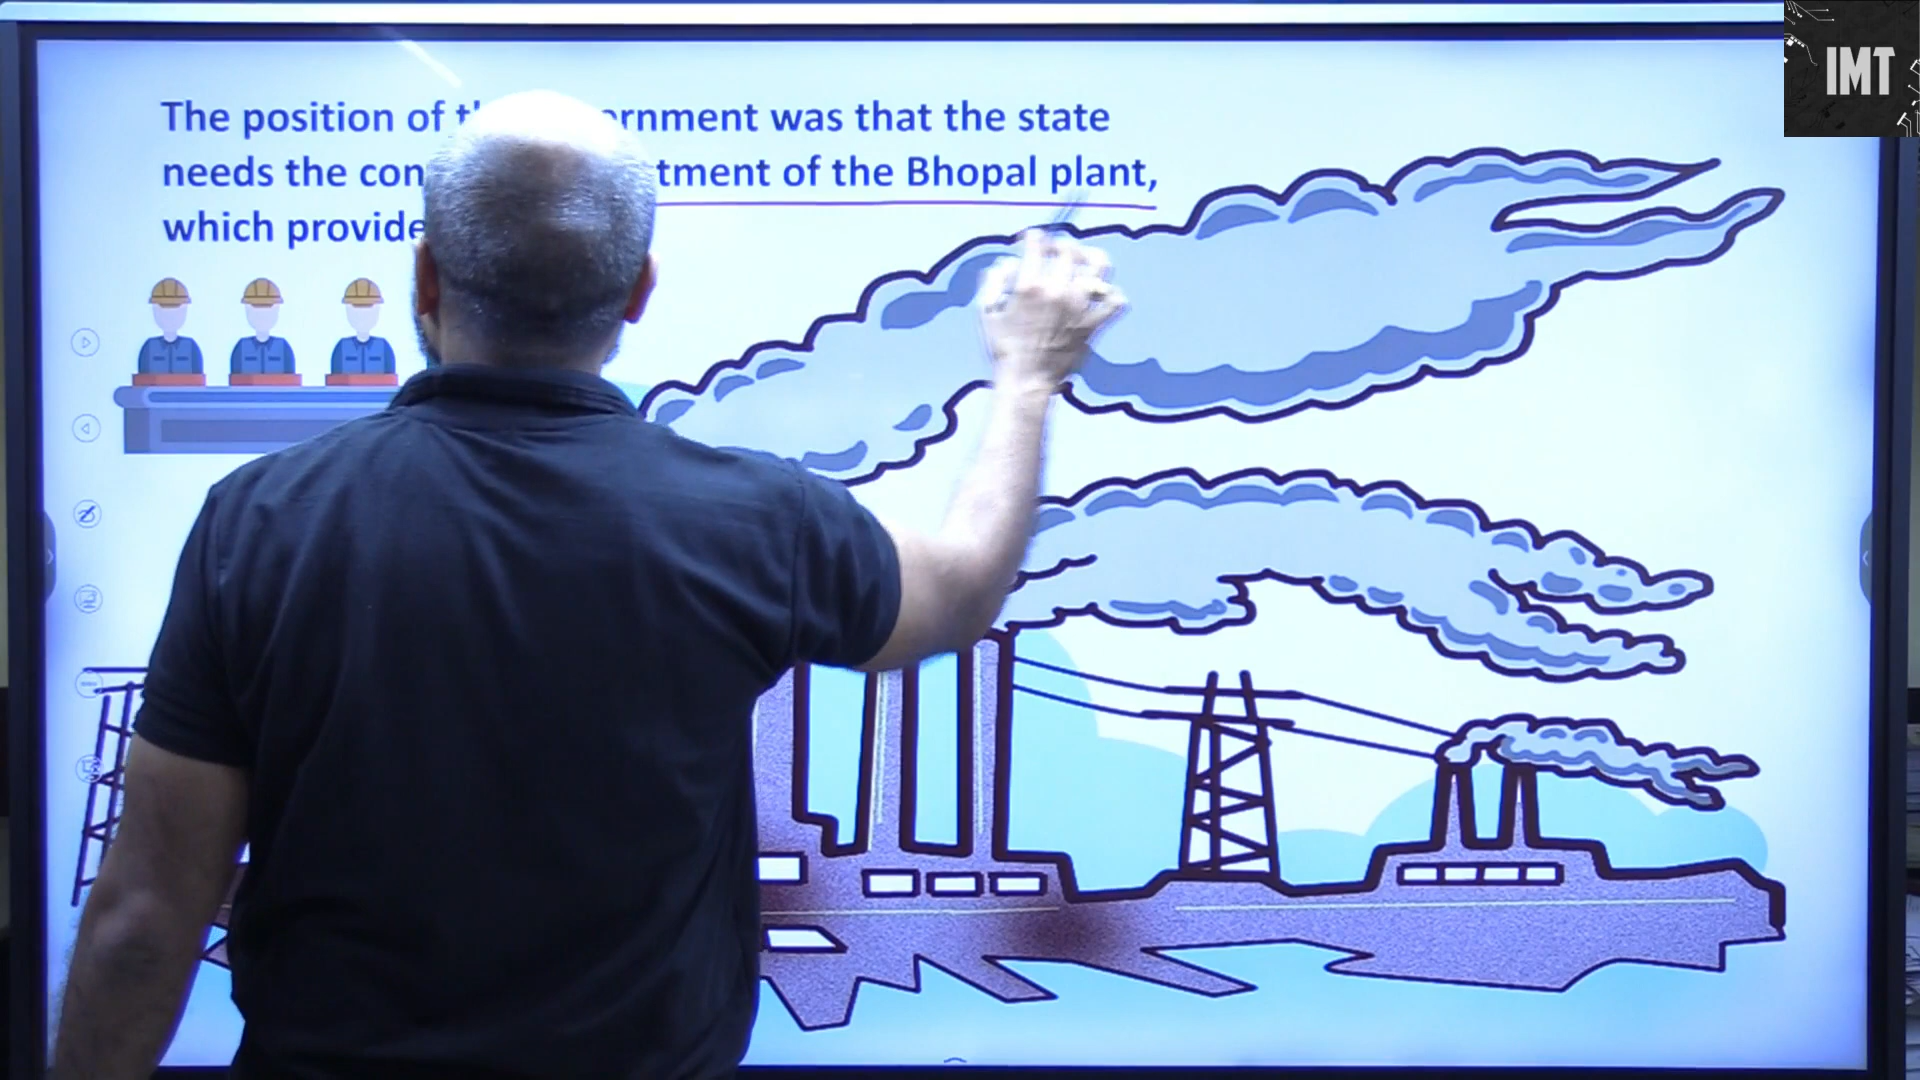 The position of ernment was that the state
needs the con tment of the Bhopal plant,
which provide
IMT